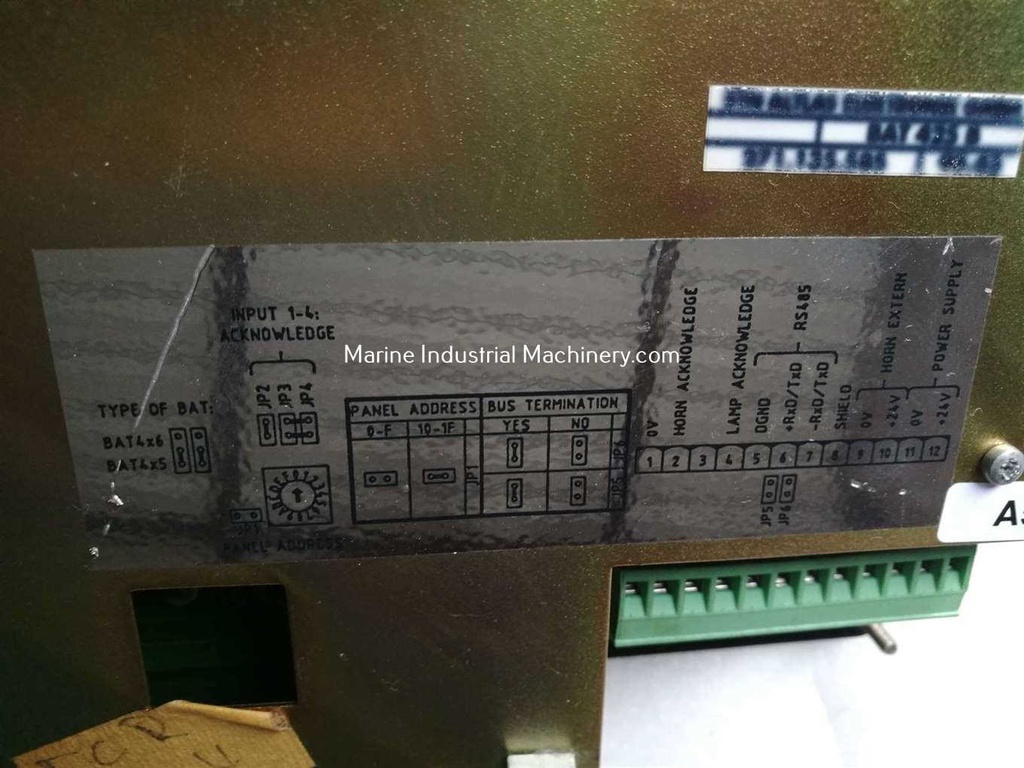 BAT
INPUT 1-4:
ACKNOWLEDGE
Marine Industrial Machinery.com
TYPE OF BAT:
BAT4x6
BAT4x5
JP2
JP3
JP4
PANEL ADDRESS
BUS TERMINATION
0-F
10-1F
YES
NO
JP1
JP6
JP5
PANEL ADDRESS
0V
HORN ACKNOWLEDGE
LAMP ACKNOWLEDGE
DGND
+RxD/TxD
-RxD/TxD
RS485
SHIELD
0V
+24V
HORN EXTERN
0V
+24V
POWER SUPPLY
1 2 3 4 5 6 7 8 9 10 11 12
JP5
JP6